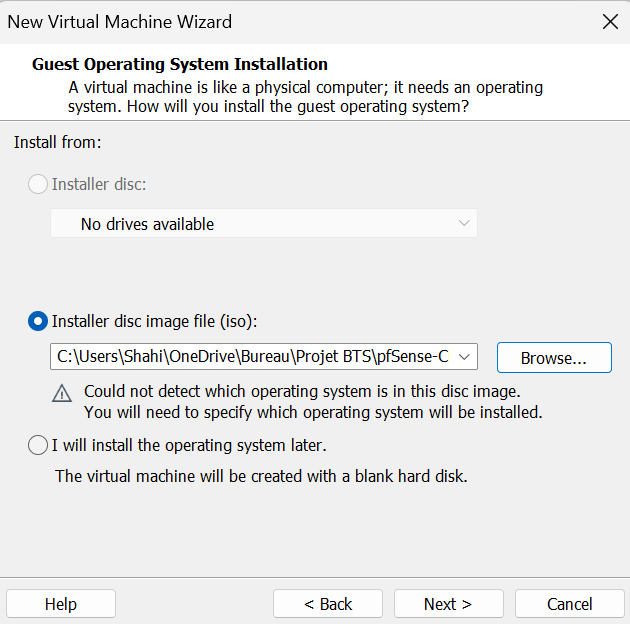 New Virtual Machine Wizard
Guest Operating System Installation
A virtual machine is like a physical computer; it needs an operating
system. How will you install the guest operating system?
Install from:
Installer disc:
No drives available
Installer disc image file (iso):
C:\Users\Shahi\OneDrive\Bureau\Projet BTS\pfSense-C
Browse...
Could not detect which operating system is in this disc image.
You will need to specify which operating system will be installed.
I will install the operating system later.
The virtual machine will be created with a blank hard disk.
Help
< Back
Next >
Cancel